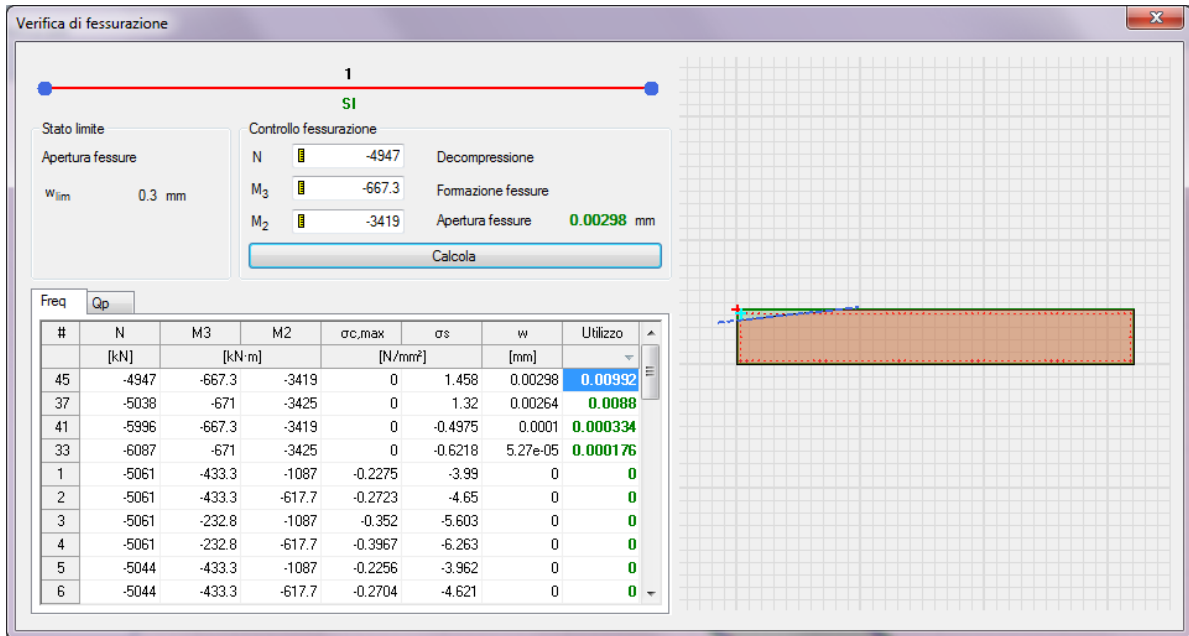 Verifica di fessurazione
1
SI
Stato limite
Apertura fessure
wlim 0.3 mm
Controllo fessurazione
N -4947 Decompressione
M3 -667.3 Formazione fessure
M2 -3419 Apertura fessure 0.00298 mm
Calcola
Freq Qp
# N M3 M2 σc,max σs w Utilizzo
[kN] [kN·m] [N/mm²] [mm]
45 -4947 -667.3 -3419 0 1.458 0.00298 0.00992
37 -5038 -671 -3425 0 1.32 0.00264 0.0088
41 -5996 -667.3 -3419 0 -0.4975 0.0001 0.000334
33 -6087 -671 -3425 0 -0.6218 5.27e-05 0.000176
1 -5061 -433.3 -1087 -0.2275 -3.99 0 0
2 -5061 -433.3 -617.7 -0.2723 -4.65 0 0
3 -5061 -232.8 -1087 -0.352 -5.603 0 0
4 -5061 -232.8 -617.7 -0.3967 -6.263 0 0
5 -5044 -433.3 -1087 -0.2256 -3.962 0 0
6 -5044 -433.3 -617.7 -0.2704 -4.621 0 0